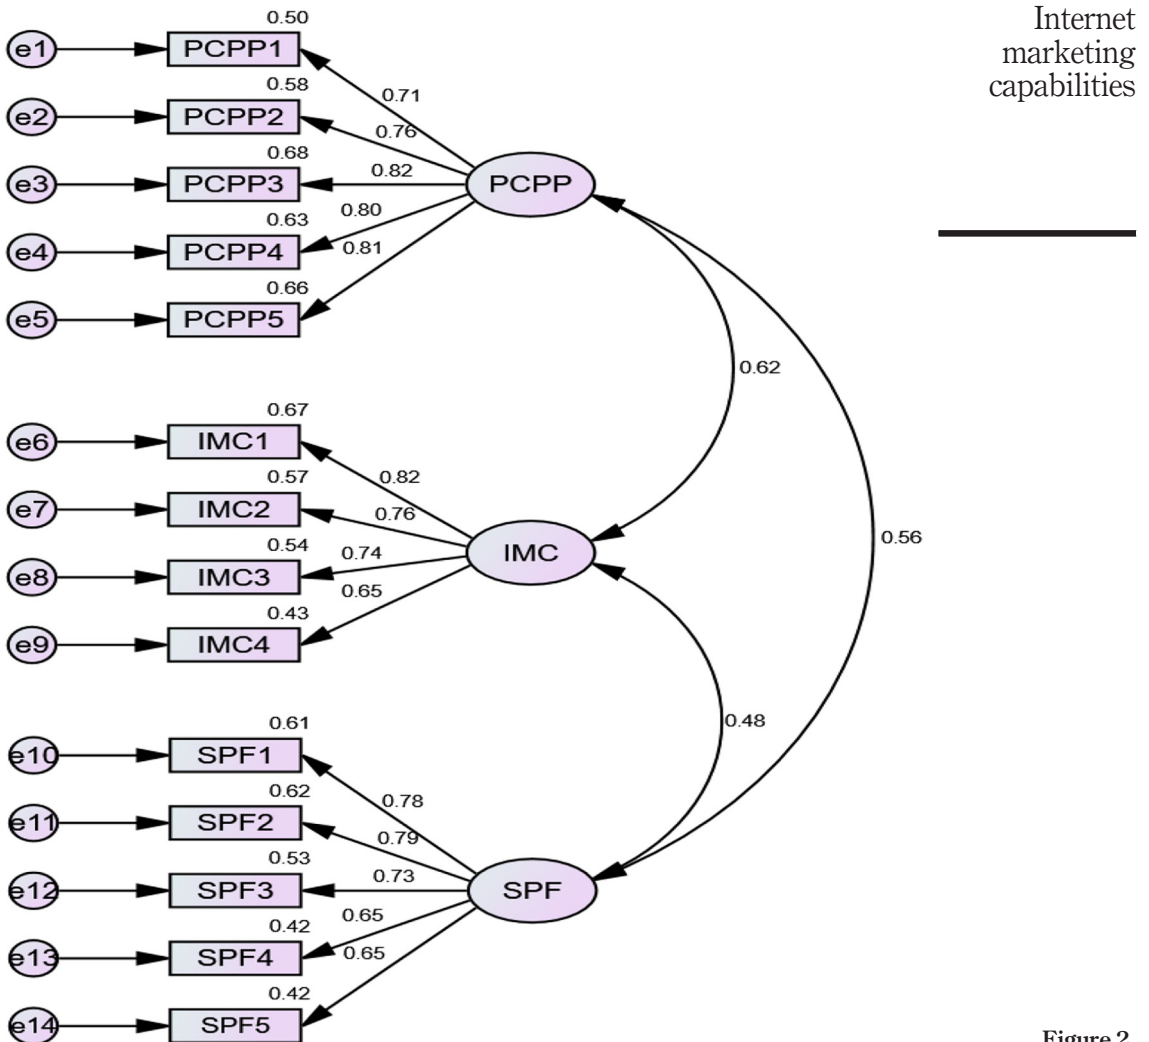 Internet
marketing
capabilities
0.50
e1 PCPP1
0.71
0.58
e2 PCPP2
0.76
0.68
e3 PCPP3
0.82
PCPP
0.80
0.63
e4 PCPP4
0.81
0.66
e5 PCPP5
0.62
0.67
e6 IMC1
0.82
0.57
e7 IMC2
0.76
0.56
0.54
0.74
IMC
e8 IMC3
0.65
0.43
e9 IMC4
0.48
0.61
e10 SPF1
0.78
0.62
e11 SPF2
0.79
0.53
0.73
e12 SPF3
SPF
0.65
0.42
e13 SPF4
0.65
0.42
e14 SPF5
Figure 2.